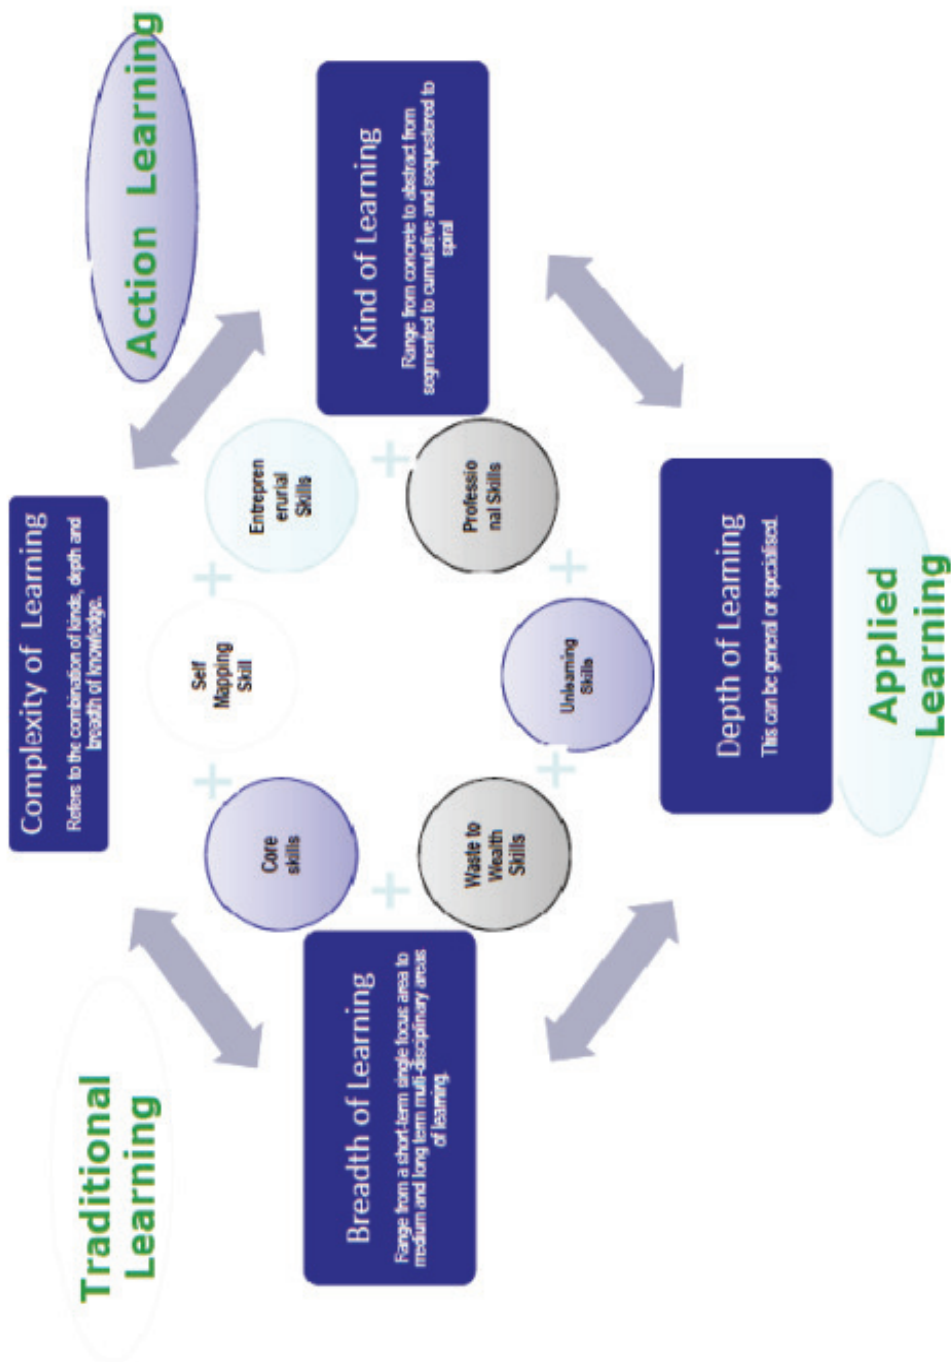 Traditional
Learning
Action Learning
Complexity of Learning
Refers to the combination of kinds, depth and
breadth of knowledge.
Breadth of Learning
Range from a short-term single focus area to
medium and long term multi-disciplinary areas
of learning.
Core
skills
Self
Mapping
Skill
Entrepren
erurial
Skills
Kind of Learning
Range from concrete to abstract from
segmented to cumulative and sequestered to
spiral
Waste to
Wealth
Skills
Unlearning
Skills
Professio
nal Skills
Depth of Learning
This can be general or specialised.
Applied
Learning